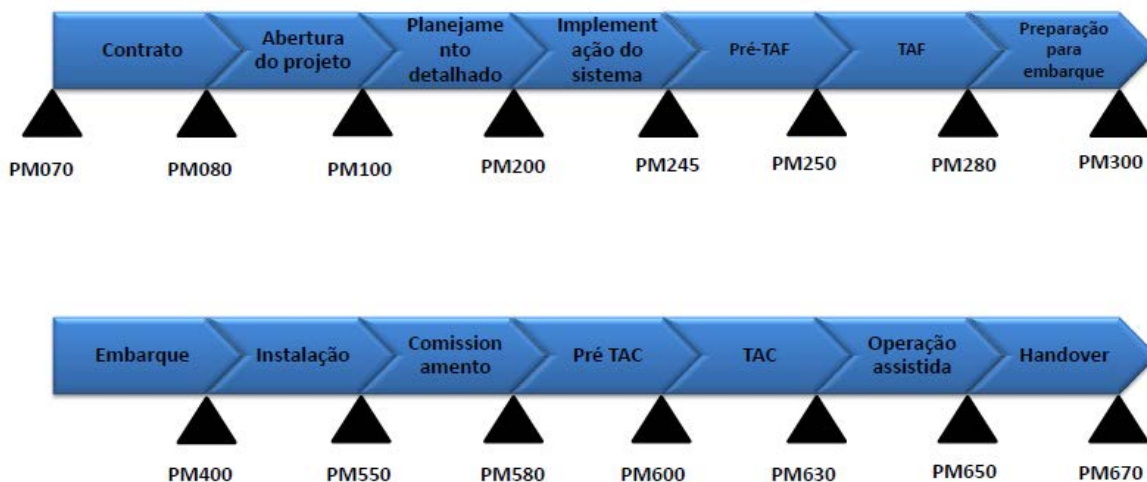 Contrato
Abertura
do projeto
Planejame
nto
detalhado
Implement
ação do
sistema
Pré-TAF
TAF
Preparação
para
embarque
PM070
PM080
PM100
PM200
PM245
PM250
PM280
PM300
Embarque
Instalação
Comission
amento
Pré TAC
TAC
Operação
assistida
Handover
PM400
PM550
PM580
PM600
PM630
PM650
PM670